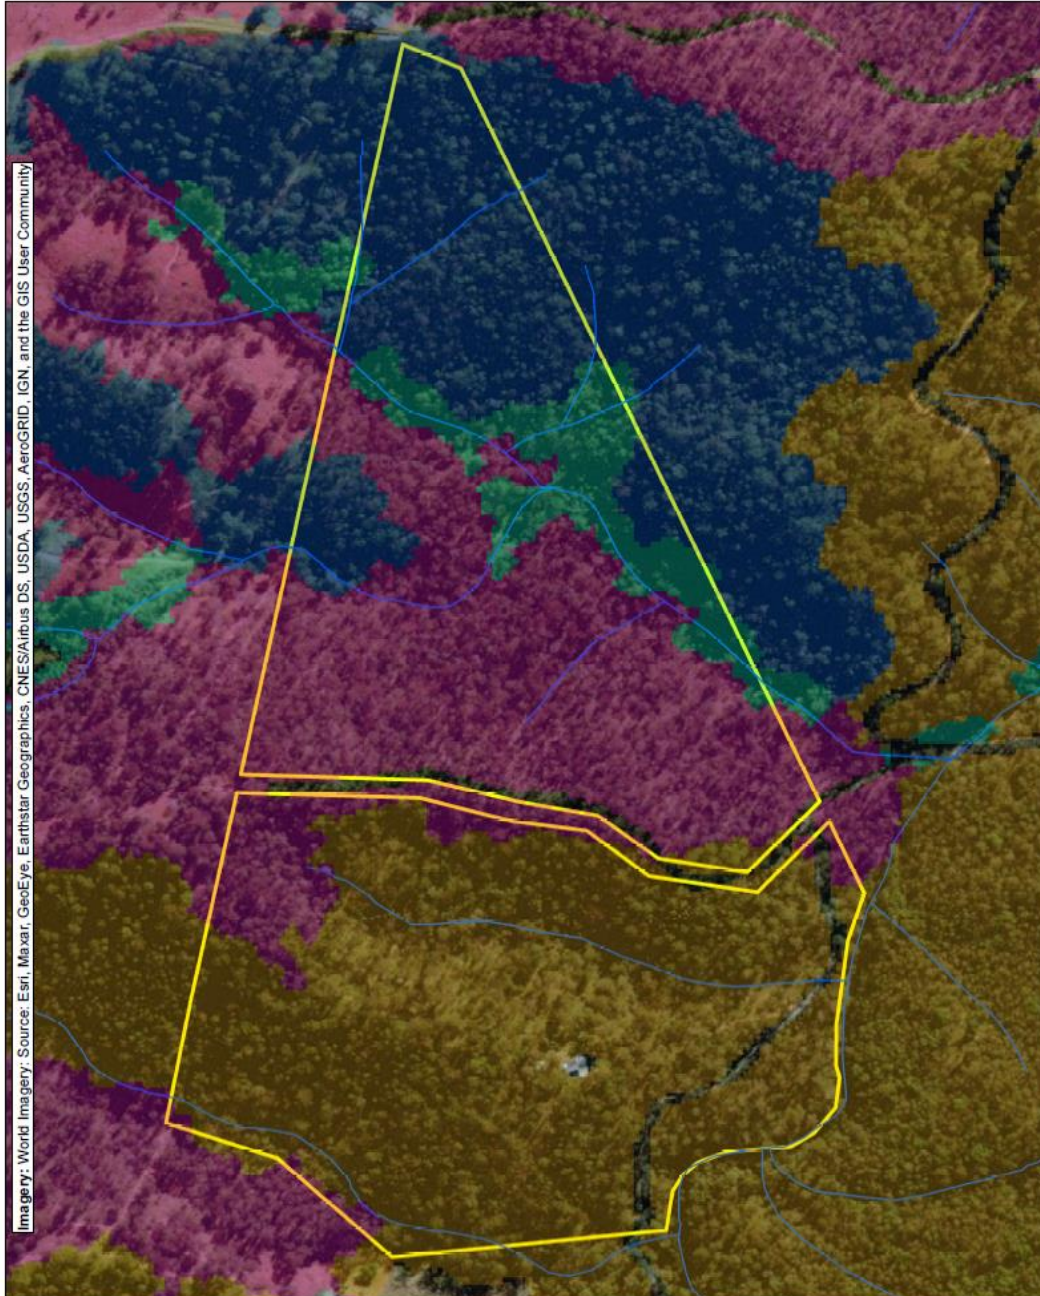 Imagery: World Imagery: Source: Esri, Maxar, GeoEye, Earthstar Geographics, CNES/Airbus DS, USDA, USGS, AeroGRID, IGN, and the GIS User Community